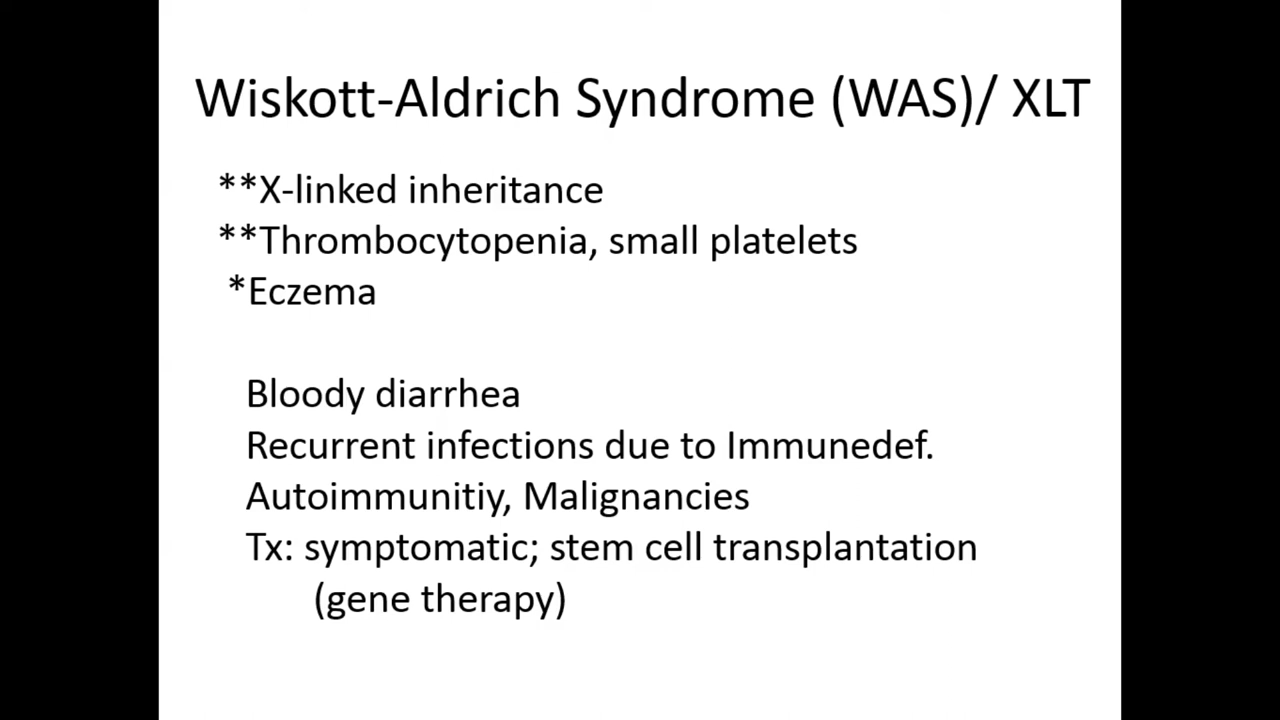 Wiskott-Aldrich Syndrome (WAS)/ XLT
**X-linked inheritance
**Thrombocytopenia, small platelets
*Eczema
Bloody diarrhea
Recurrent infections due to Immunedef.
Autoimmunitiy, Malignancies
Tx: symptomatic; stem cell transplantation
(gene therapy)